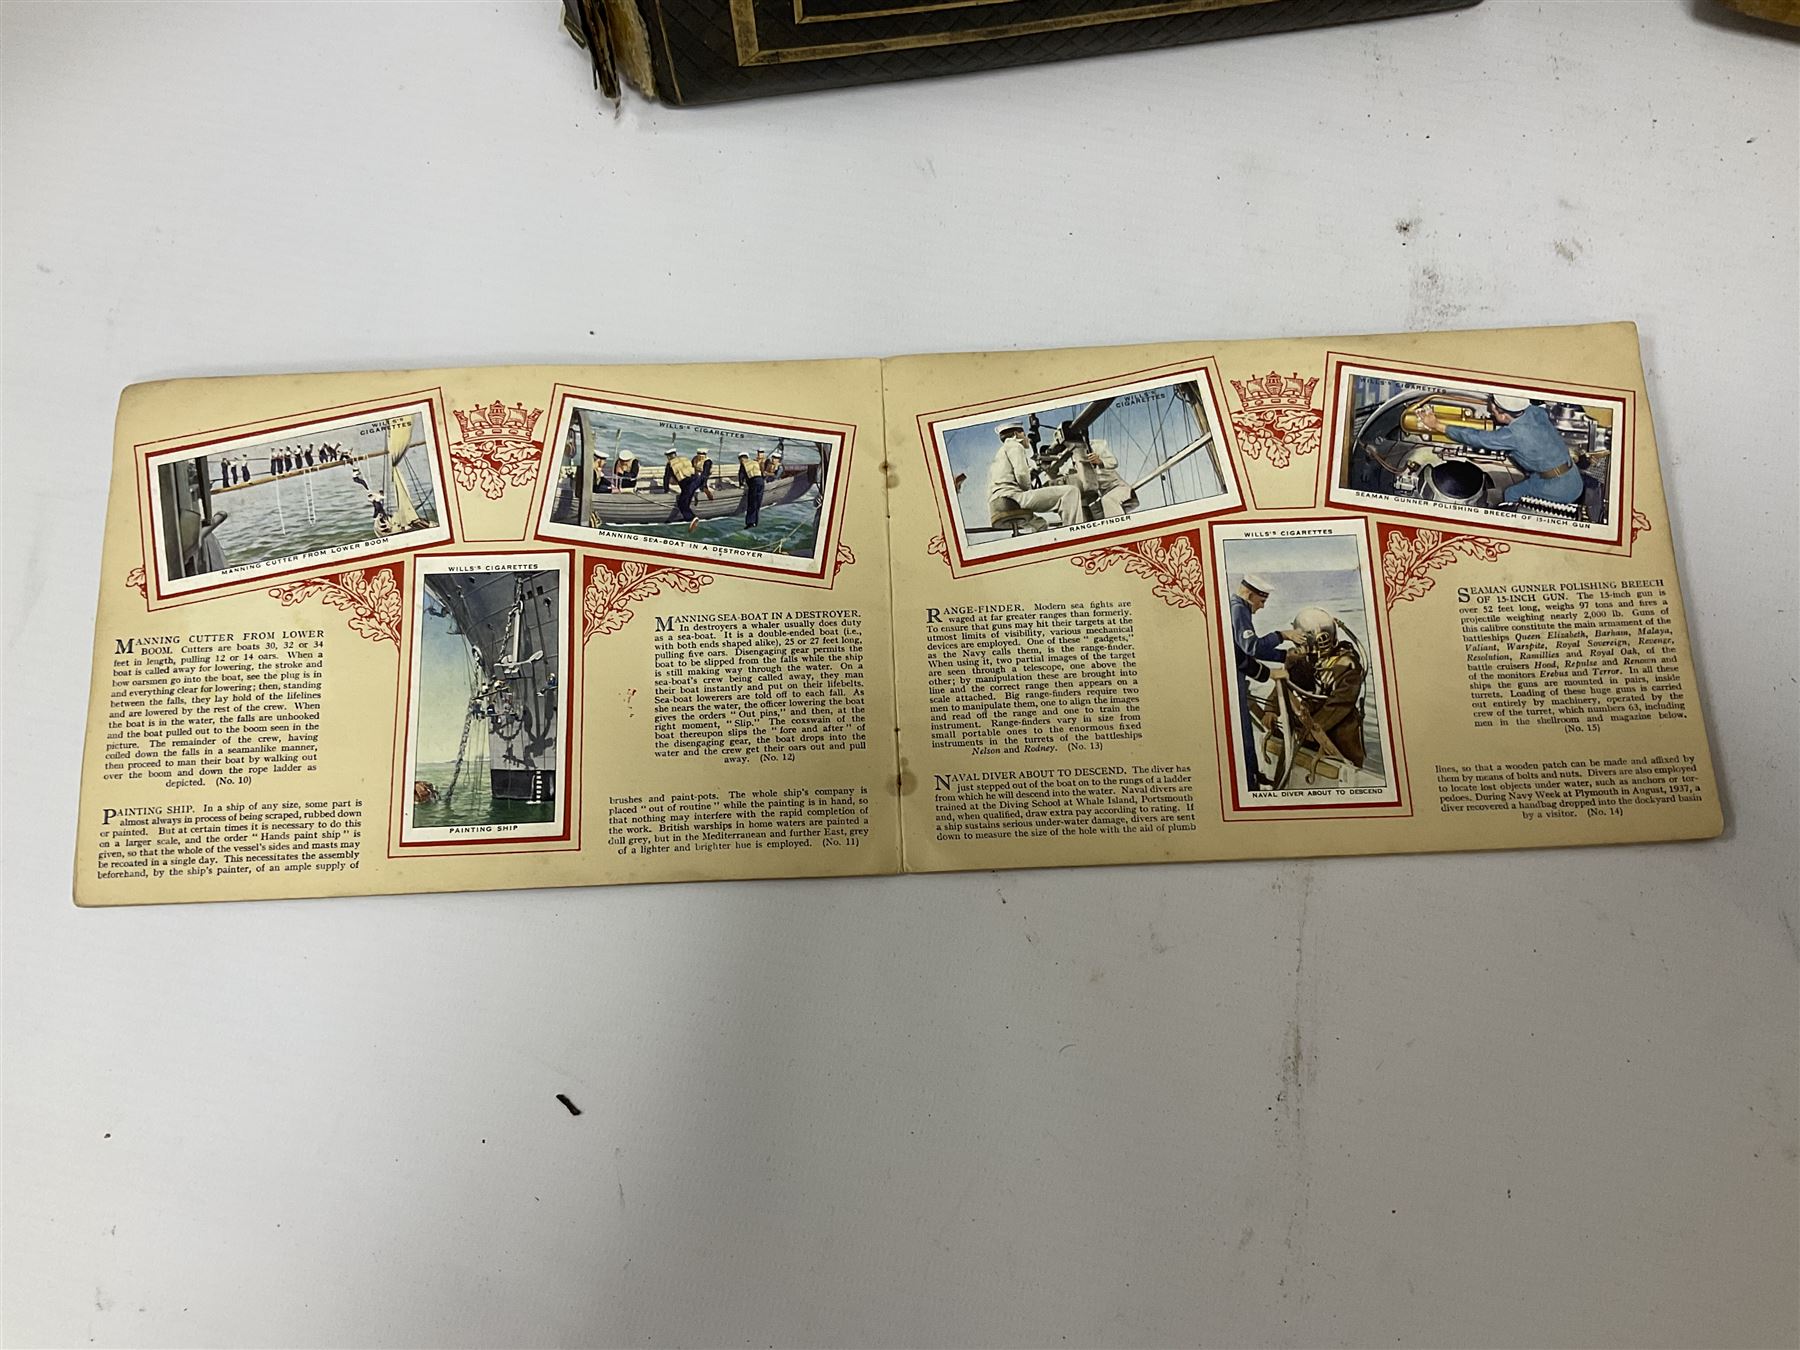 WILL'S
CIGARETTES
MANNING CUTTER FROM LOWER BOOM
WILL'S CIGARETTES
MANNING SEA-BOAT IN A DESTROYER
WILL'S CIGARETTES
PAINTING SHIP
MANNING CUTTER FROM LOWER
BOOM. Cutters are boats 30, 32 or 34
feet in length, pulling 12 or 14 oars. When a
boat is called away for lowering, the stroke and
bow oarsmen go into the boat, see the plug is in
and everything clear for lowering; then, standing
between the falls, they lay hold of the lifelines
and are lowered by the rest of the crew. When
the boat is in the water, the falls are unhooked
and the boat pulled out to the boom seen in the
picture. The remainder of the crew, having
coiled down the falls in a seamanlike manner,
then proceed to man their boat by walking out
over the boom and down the rope ladder as
depicted. (No. 10)
PAINTING SHIP. In a ship of any size, some part is
almost always in process of being scraped, rubbed down
or painted. But at certain times it is necessary to do this
on a larger scale, and the order "Hands paint ship" is
given, so that the whole of the vessel's sides and masts may
be recoated in a single day. This necessitates the assembly
beforehand, by the ship's painter, of an ample supply of
MANNING SEA-BOAT IN A DESTROYER.
In destroyers a whaler usually does duty
as a sea-boat. It is a double-ended boat (i.e.,
with both ends shaped alike), 25 or 27 feet long,
pulling five oars. Disengaging gear permits the
boat to be slipped from the falls while the ship
is still making way through the water. On a
sea-boat's crew being called away, they man
their boat instantly and put on their lifebelts.
Sea-boat lowerers are told off to each fall. As
she nears the water, the officer lowering the boat
gives the orders "Out pins," and then, at the
right moment, "Slip." The coxswain of the
boat thereupon slips the "fore and after" of
the disengaging gear, the boat drops into the
water and the crew get their oars out and pull
away. (No. 12)
brushes and paint-pots. The whole ship's company is
placed "out of routine" while the painting is in hand, so
that nothing may interfere with the rapid completion of
the work. British warships in home waters are painted a
dull grey, but in the Mediterranean and further East, grey
of a lighter and brighter hue is employed. (No. 11)
WILL'S
CIGARETTES
RANGE-FINDER
WILL'S CIGARETTES
SEAMAN GUNNER POLISHING BREECH OF 15-INCH GUN
WILL'S CIGARETTES
NAVAL DIVER ABOUT TO DESCEND
RANGE-FINDER. Modern sea fights are
waged at far greater ranges than formerly.
To ensure that guns may hit their targets at the
utmost limits of visibility, various mechanical
devices are employed. One of these "gadgets,"
as the Navy calls them, is the range-finder.
When using it, two partial images of the target
are seen through a telescope, one above the
other; by manipulation these are brought into
line and the correct range then appears on a
scale attached. Big range-finders require two
men to manipulate them, one to align the images
and read off the range and one to train the
instrument. Range-finders vary in size from
small portable ones to the enormous fixed
instruments in the turrets of the battleships
Nelson and Rodney. (No. 13)
NAVAL DIVER ABOUT TO DESCEND. The diver has
just stepped out of the boat on to the rungs of a ladder
from which he will descend into the water. Naval divers are
trained at the Diving School at Whale Island, Portsmouth
and, when qualified, draw extra pay according to rating. If
a ship sustains serious under-water damage, divers are sent
down to measure the size of the hole with the aid of plumb
SEAMAN GUNNER POLISHING BREECH
OF 15-INCH GUN. The 15-inch gun is
over 52 feet long, weighs 97 tons and fires a
projectile weighing nearly 2,000 lb. Guns of
this calibre constitute the main armament of the
battleships Queen Elizabeth, Barham, Malaya,
Valiant, Warspite, Royal Sovereign, Revenge,
Resolution, Ramillies and Royal Oak, of the
battle cruisers Hood, Repulse and Renown and
of the monitors Erebus and Terror. In all these
ships the guns are mounted in pairs, inside
turrets. Loading of these huge guns is carried
out entirely by machinery, operated by the
crew of the turret, which numbers 63, including
men in the shellroom and magazine below.
(No. 15)
lines, so that a wooden patch can be made and affixed by
them by means of bolts and nuts. Divers are also employed
to locate lost objects under water, such as anchors or tor-
pedoes. During Navy Week at Plymouth in August, 1937, a
diver recovered a handbag dropped into the dockyard basin
by a visitor. (No. 14)